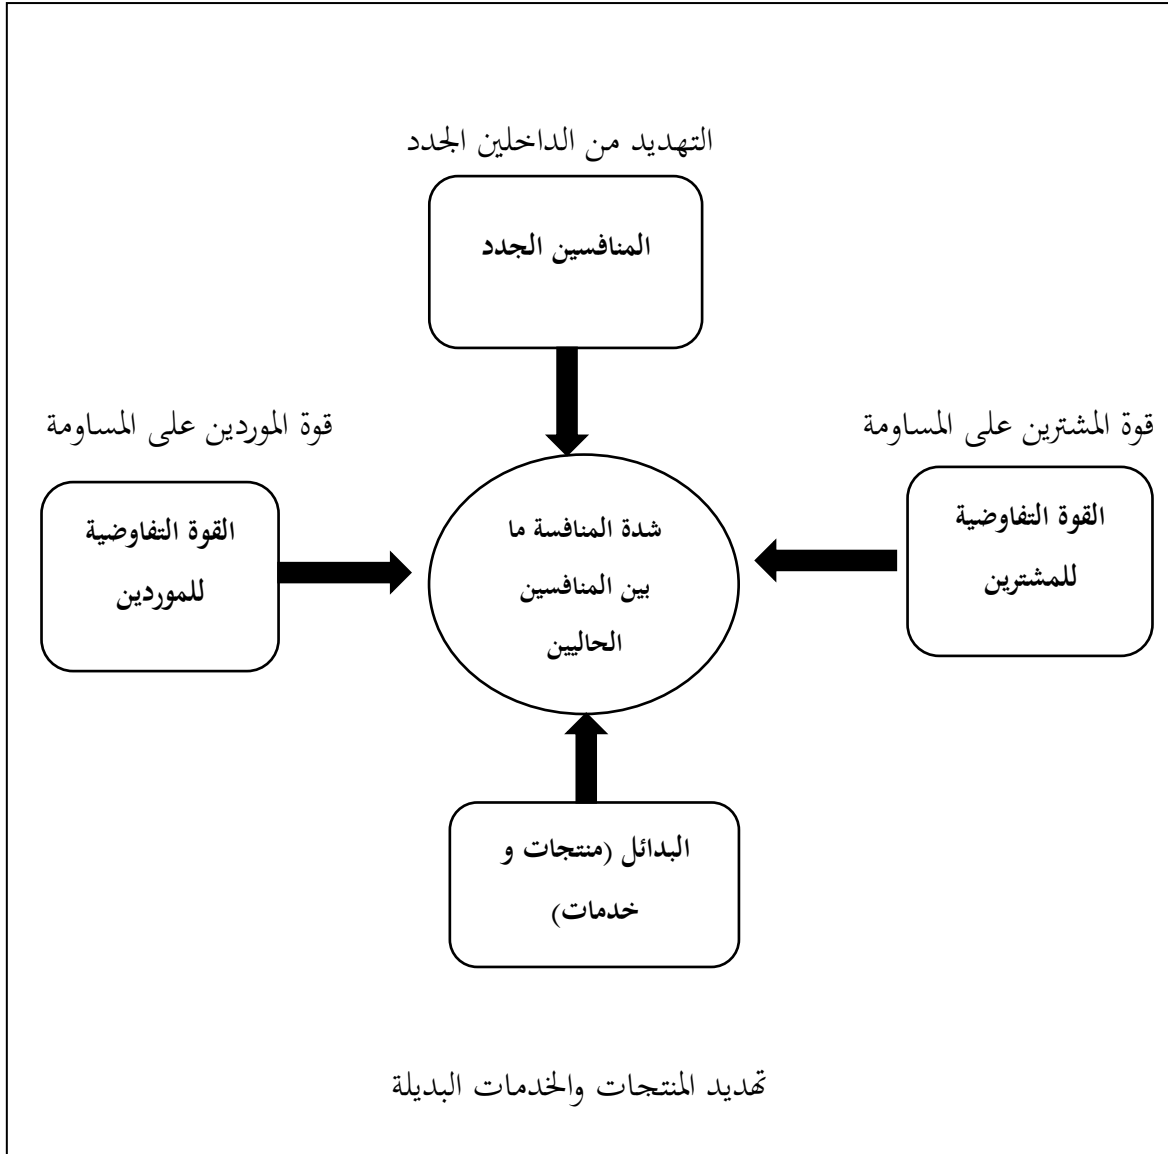 التهديد من الداخلين الجدد
المنافسين الجدد
قوة المشترين على المساومة
القوة التفاوضية
للمشترين
قوة الموردين على المساومة
القوة التفاوضية
للموردين
شدة المنافسة ما
بين المنافسين
الحاليين
البدائل (منتجات و
خدمات)
تهديد المنتجات والخدمات البديلة